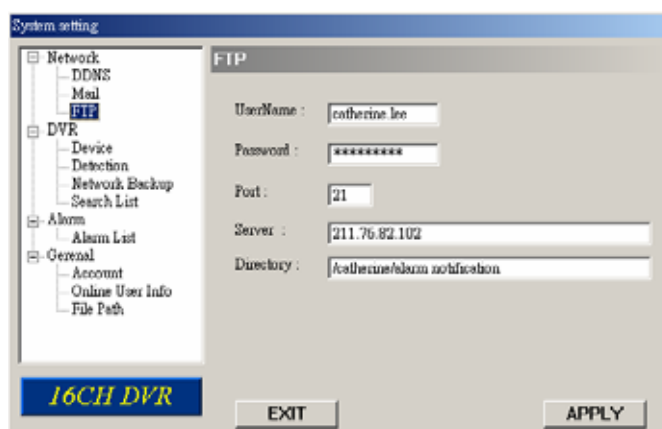 System setting
Network
DDNS
Mail
FTP
DVR
Device
Detection
Network Backup
Search List
Alarm
Alarm List
Gerenal
Account
Online User Info
File Path
16CH DVR
FTP
UserName :
catherine.lee
Password :
*********
Port :
21
Server :
211.76.82.102
Directory :
/catherine/alarm notification
EXIT
APPLY